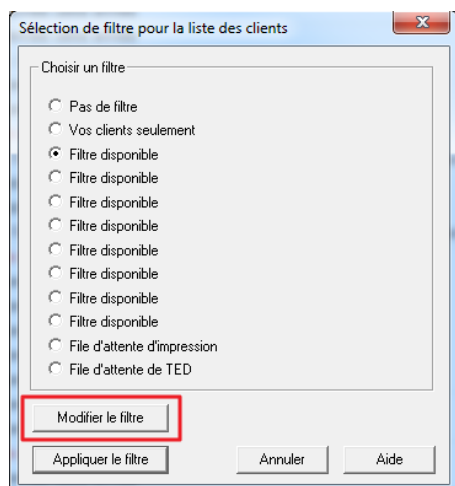 Sélection de filtre pour la liste des clients
Choisir un filtre
Pas de filtre
Vos clients seulement
Filtre disponible
Filtre disponible
Filtre disponible
Filtre disponible
Filtre disponible
Filtre disponible
Filtre disponible
Filtre disponible
File d'attente d'impression
File d'attente de TED
Modifier le filtre
Appliquer le filtre Annuler Aide